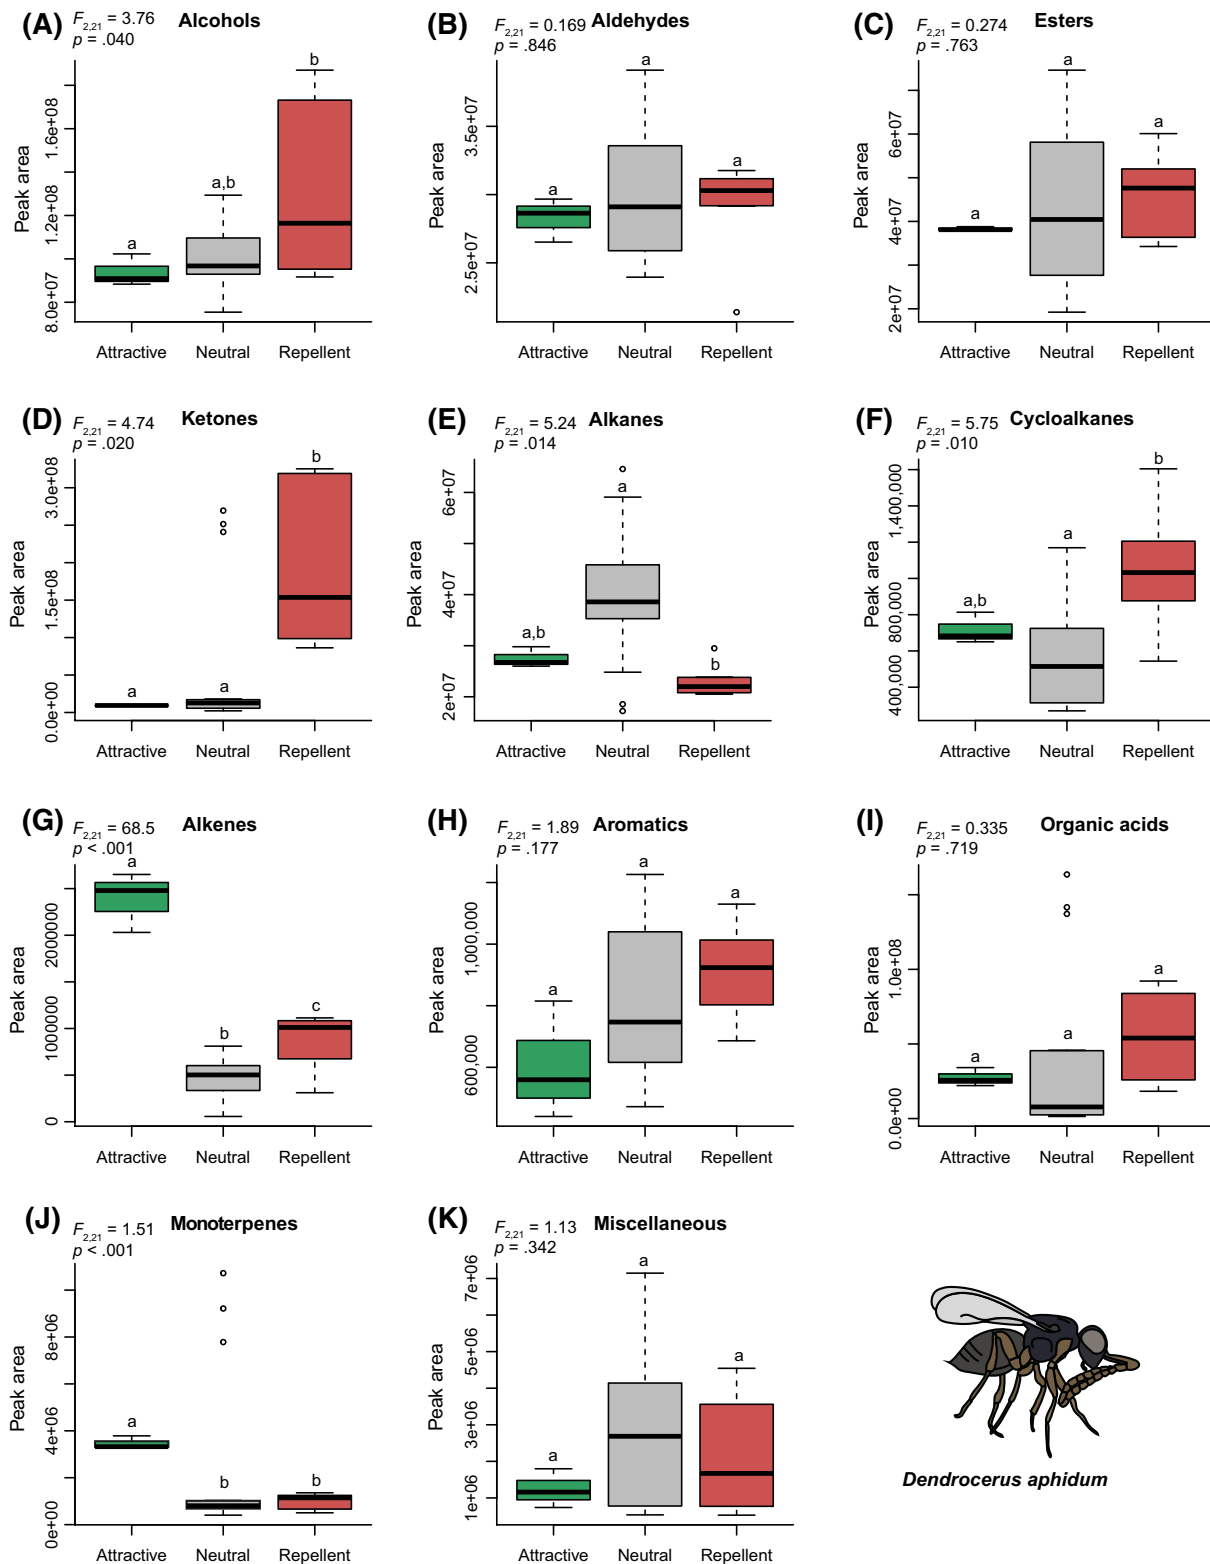 (A) F2,21 = 3.76 Alcohols
p = .040
Peak area
8.0e+07 1.2e+08 1.6e+08
a a,b b
Attractive Neutral Repellent
(B) F2,21 = 0.169 Aldehydes
p = .846
Peak area
2.5e+07 3.5e+07
a a a
Attractive Neutral Repellent
(C) F2,21 = 0.274 Esters
p = .763
Peak area
2e+07 4e+07 6e+07
a a a
Attractive Neutral Repellent
(D) F2,21 = 4.74 Ketones
p = .020
Peak area
0.0e+00 1.5e+08 3.0e+08
a a b
Attractive Neutral Repellent
(E) F2,21 = 5.24 Alkanes
p = .014
Peak area
2e+07 4e+07 6e+07
a,b a b
Attractive Neutral Repellent
(F) F2,21 = 5.75 Cycloalkanes
p = .010
Peak area
400,000 800,000 1,400,000
a,b a b
Attractive Neutral Repellent
(G) F2,21 = 68.5 Alkenes
p < .001
Peak area
0 1000000 2000000
a b c
Attractive Neutral Repellent
(H) F2,21 = 1.89 Aromatics
p = .177
Peak area
600,000 1,000,000
a a a
Attractive Neutral Repellent
(I) F2,21 = 0.335 Organic acids
p = .719
Peak area
0.0e+00 1.0e+08
a a a
Attractive Neutral Repellent
(J) F2,21 = 1.51 Monoterpenes
p < .001
Peak area
0e+00 4e+06 8e+06
a b b
Attractive Neutral Repellent
(K) F2,21 = 1.13 Miscellaneous
p = .342
Peak area
1e+06 3e+06 5e+06 7e+06
a a a
Attractive Neutral Repellent
Dendrocerus aphidum